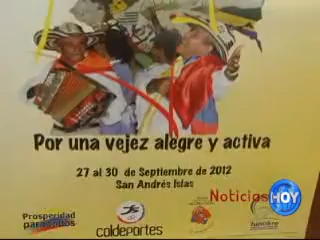 Por una vejez alegre y activa
27 al 30 de Septiembre de 2012
San Andrés Islas
Noticias HOY
Prosperidad
para todos
coldeportes